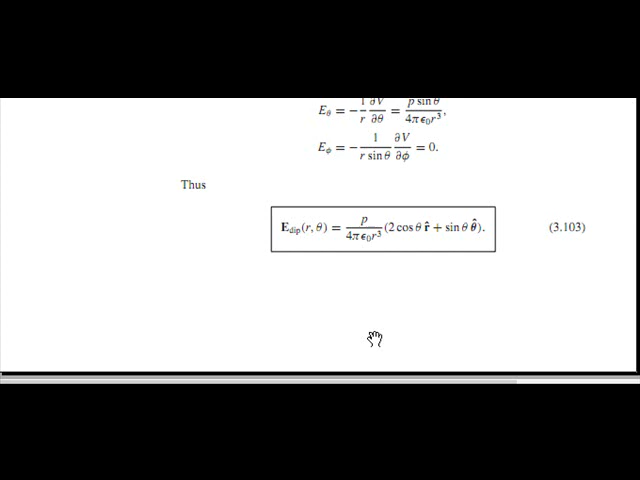 E_θ = −(1/r)(∂V/∂θ) = (p sin θ)/(4πϵ₀r³),
E_ϕ = −(1/(r sin θ))(∂V/∂ϕ) = 0.
Thus
E_dip(r, θ) = (p/(4πϵ₀r³))(2 cos θ r̂ + sin θ θ̂). (3.103)